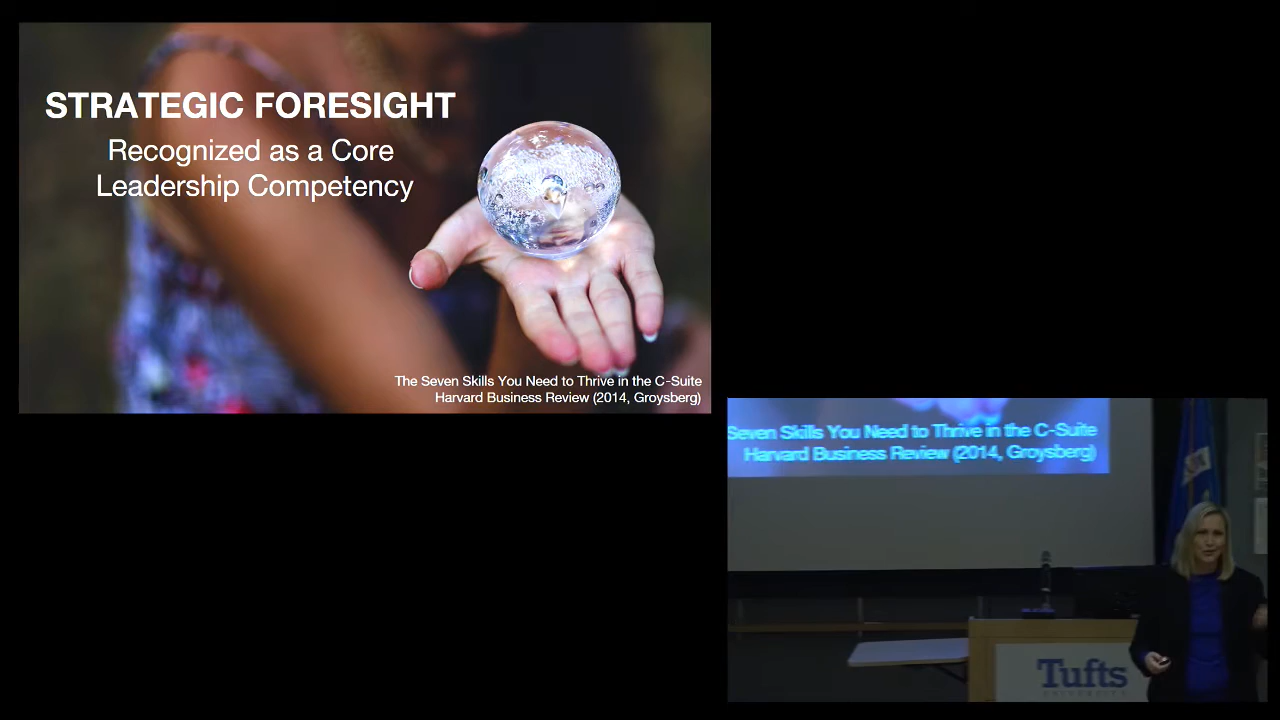 STRATEGIC FORESIGHT
Recognized as a Core
Leadership Competency
The Seven Skills You Need to Thrive in the C-Suite
Harvard Business Review (2014, Groysberg)
Seven Skills You Need to Thrive in the C-Suite
Harvard Business Review (2014, Groysberg)
Tufts
UNIVERSITY